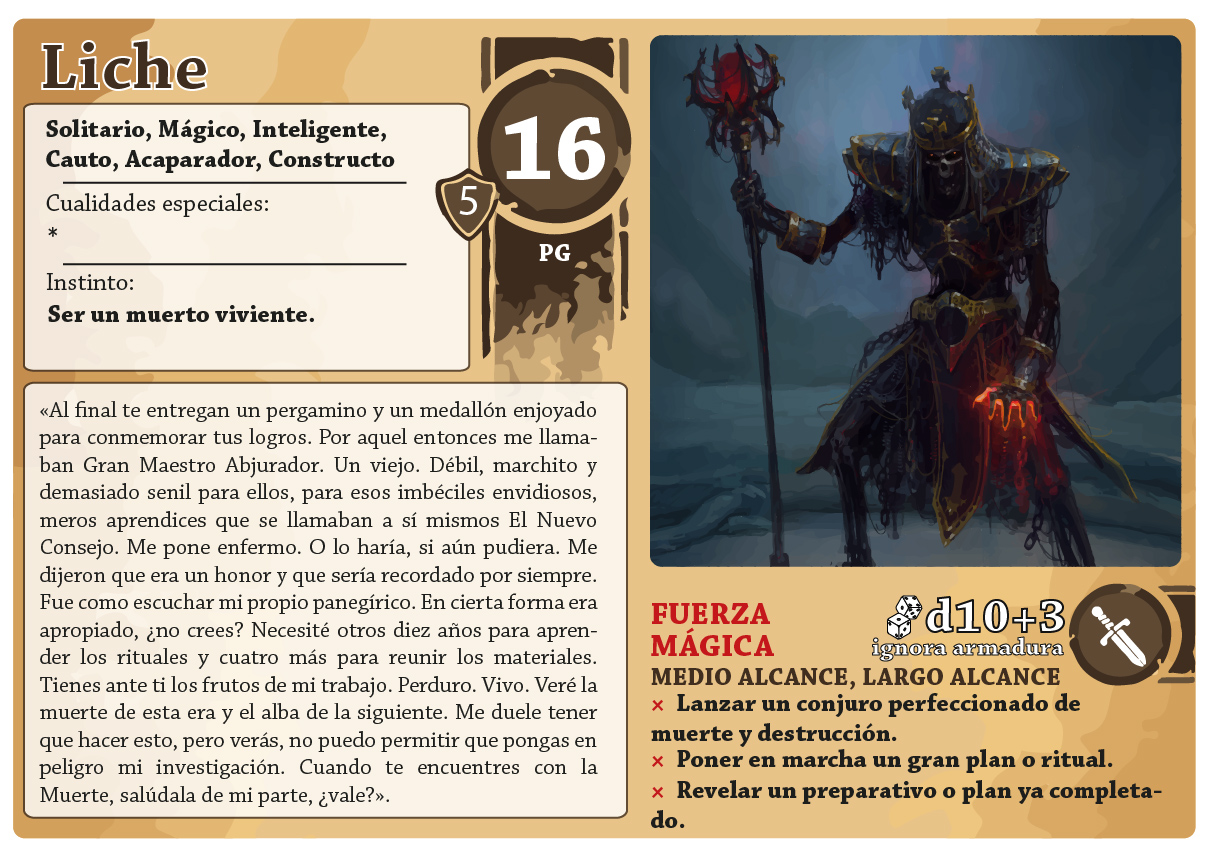 Liche
Solitario, Mágico, Inteligente,
Cauto, Acaparador, Constructo
Cualidades especiales:
*
Instinto:
Ser un muerto viviente.
16
5
PG
«Al final te entregan un pergamino y un medallón enjoyado
para conmemorar tus logros. Por aquel entonces me llama-
ban Gran Maestro Abjurador. Un viejo. Débil, marchito y
demasiado senil para ellos, para esos imbéciles envidiosos,
meros aprendices que se llamaban a sí mismos El Nuevo
Consejo. Me pone enfermo. O lo haría, si aún pudiera. Me
dijeron que era un honor y que sería recordado por siempre.
Fue como escuchar mi propio panegírico. En cierta forma era
apropiado, ¿no crees? Necesité otros diez años para apren-
der los rituales y cuatro más para reunir los materiales.
Tienes ante ti los frutos de mi trabajo. Perduro. Vivo. Veré la
muerte de esta era y el alba de la siguiente. Me duele tener
que hacer esto, pero verás, no puedo permitir que pongas en
peligro mi investigación. Cuando te encuentres con la
Muerte, salúdala de mi parte, ¿vale?».
FUERZA
MÁGICA
d10+3
ignora armadura
MEDIO ALCANCE, LARGO ALCANCE
× Lanzar un conjuro perfeccionado de
muerte y destrucción.
× Poner en marcha un gran plan o ritual.
× Revelar un preparativo o plan ya completa-
do.